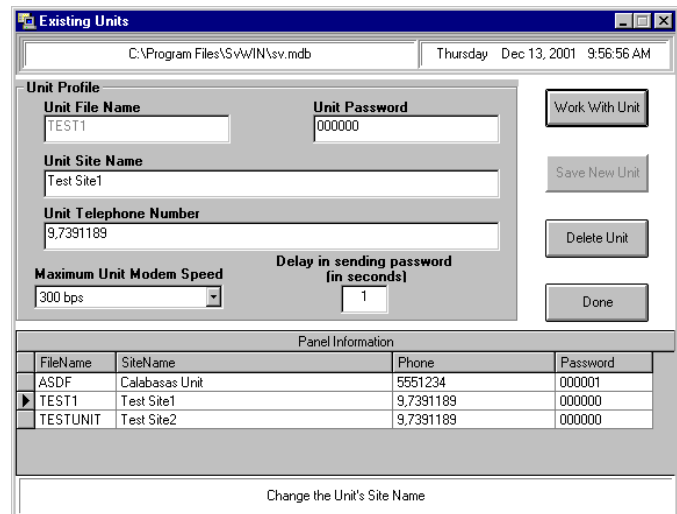 Existing Units
C:\Program Files\SvWIN\sv.mdb Thursday Dec 13, 2001 9:56:56 AM
Unit Profile
Unit File Name Unit Password
TEST1 000000
Work With Unit
Unit Site Name
Test Site1
Save New Unit
Unit Telephone Number
9,7391189
Delete Unit
Maximum Unit Modem Speed Delay in sending password
(in seconds)
300 bps 1
Done
Panel Information
FileName SiteName Phone Password
ASDF Calabasas Unit 5551234 000001
TEST1 Test Site1 9,7391189 000000
TESTUNIT Test Site2 9,7391189 000000
Change the Unit's Site Name